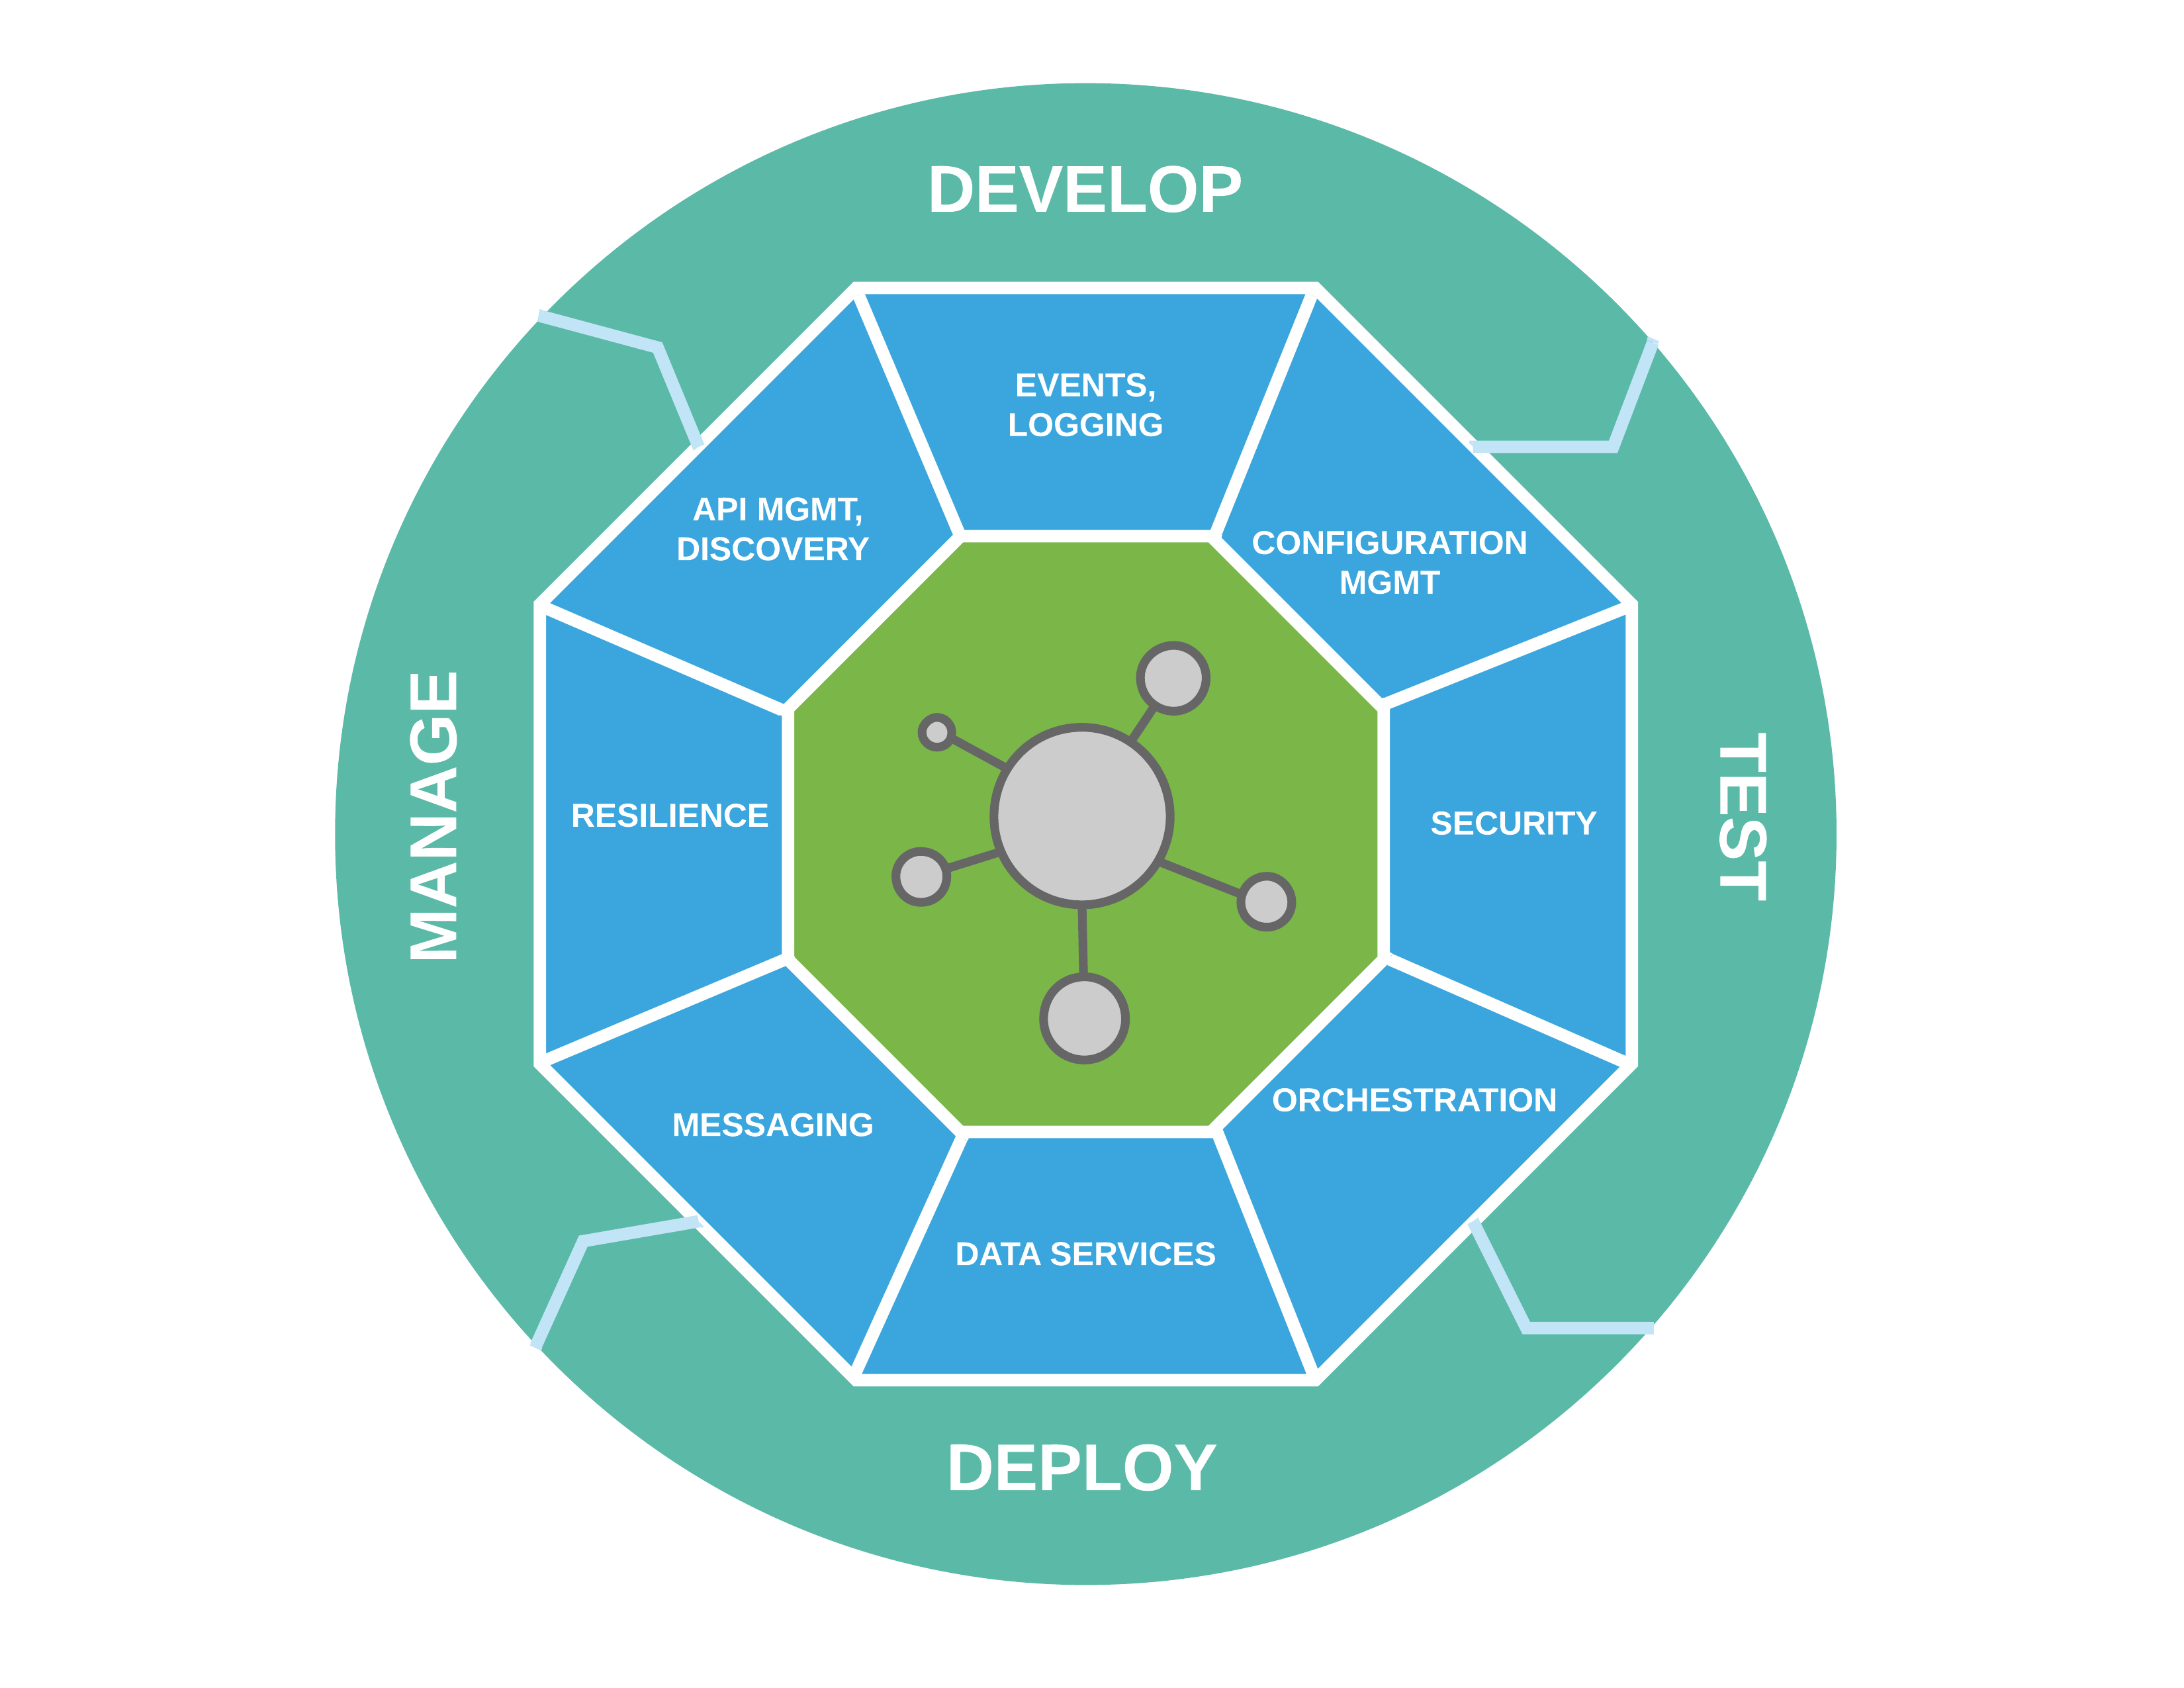 DEVELOP
EVENTS,
LOGGING
API MGMT,
DISCOVERY
CONFIGURATION
MGMT
MANAGE
RESILIENCE
SECURITY
TEST
MESSAGING
ORCHESTRATION
DATA SERVICES
DEPLOY